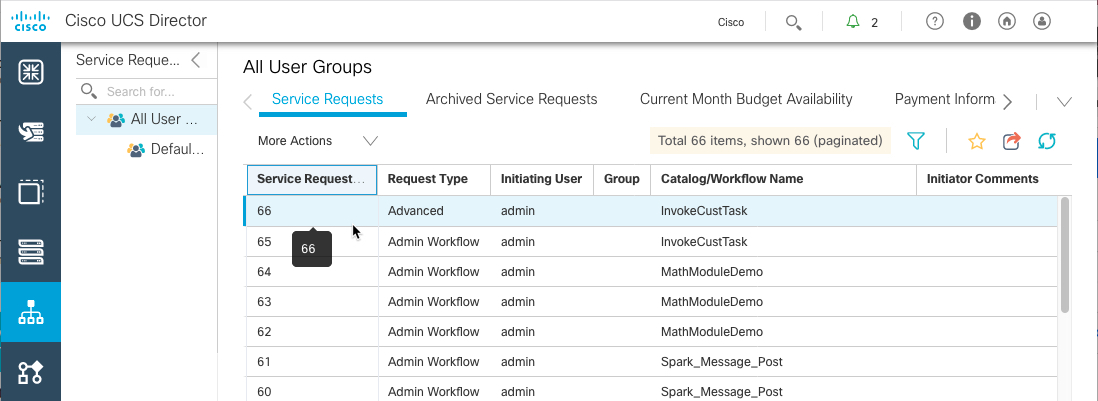 cisco Cisco UCS Director Cisco 2
Service Reque...
Search for...
All User ...
Defaul...
All User Groups
Service Requests Archived Service Requests Current Month Budget Availability Payment Inform
More Actions Total 66 items, shown 66 (paginated)
Service Request... Request Type Initiating User Group Catalog/Workflow Name Initiator Comments
66 Advanced admin InvokeCustTask
65 Admin Workflow admin InvokeCustTask
66
64 Admin Workflow admin MathModuleDemo
63 Admin Workflow admin MathModuleDemo
62 Admin Workflow admin MathModuleDemo
61 Admin Workflow admin Spark_Message_Post
60 Admin Workflow admin Spark_Message_Post